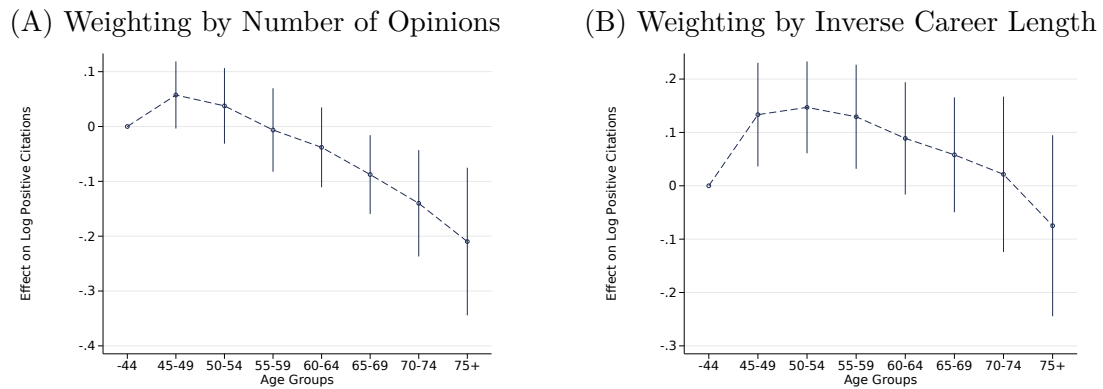 (A) Weighting by Number of Opinions
Effect on Log Positive Citations
.1
0
-.1
-.2
-.3
-.4
-44 45-49 50-54 55-59 60-64 65-69 70-74 75+
Age Groups
(B) Weighting by Inverse Career Length
Effect on Log Positive Citations
.2
.1
0
-.1
-.2
-.3
-44 45-49 50-54 55-59 60-64 65-69 70-74 75+
Age Groups